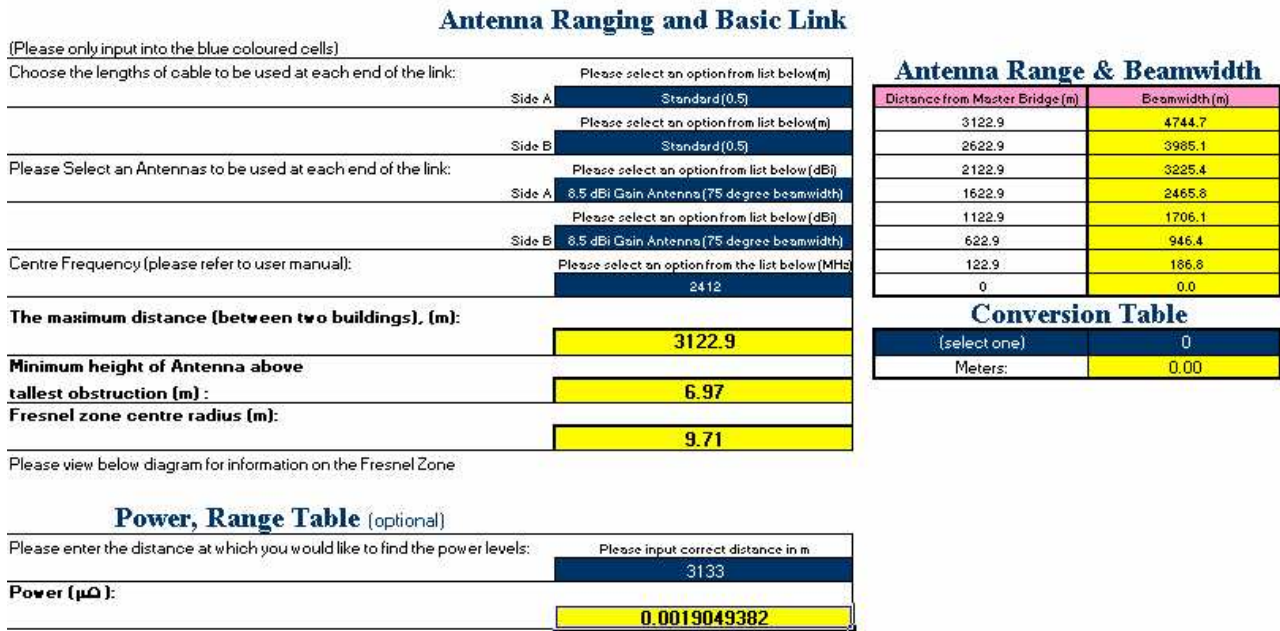 Antenna Ranging and Basic Link
(Please only input into the blue coloured cells)
Choose the lengths of cable to be used at each end of the link:
Please select an option from list below(m)
Side A
Standard (0.5)
Please select an option from list below(m)
Side B
Standard (0.5)
Please Select an Antennas to be used at each end of the link:
Please select an option from list below (dBi)
Side A
8.5 dBi Gain Antenna (75 degree beamwidth)
Please select an option from list below (dBi)
Side B
8.5 dBi Gain Antenna (75 degree beamwidth)
Centre Frequency (please refer to user manual):
Please select an option from the list below (MHz)
2412
The maximum distance (between two buildings), (m):
3122.9
Minimum height of Antenna above
tallest obstruction (m) :
6.97
Fresnel zone centre radius (m):
9.71
Please view below diagram for information on the Fresnel Zone
Antenna Range & Beamwidth
Distance from Master Bridge (m) Beamwidth (m)
3122.9 4744.7
2622.9 3985.1
2122.9 3225.4
1622.9 2465.8
1122.9 1706.1
622.9 946.4
122.9 186.8
0 0.0
Conversion Table
(select one) 0
Meters: 0.00
Power, Range Table (optional)
Please enter the distance at which you would like to find the power levels:
Please input correct distance in m
3133
Power (μΩ ):
0.0019049382